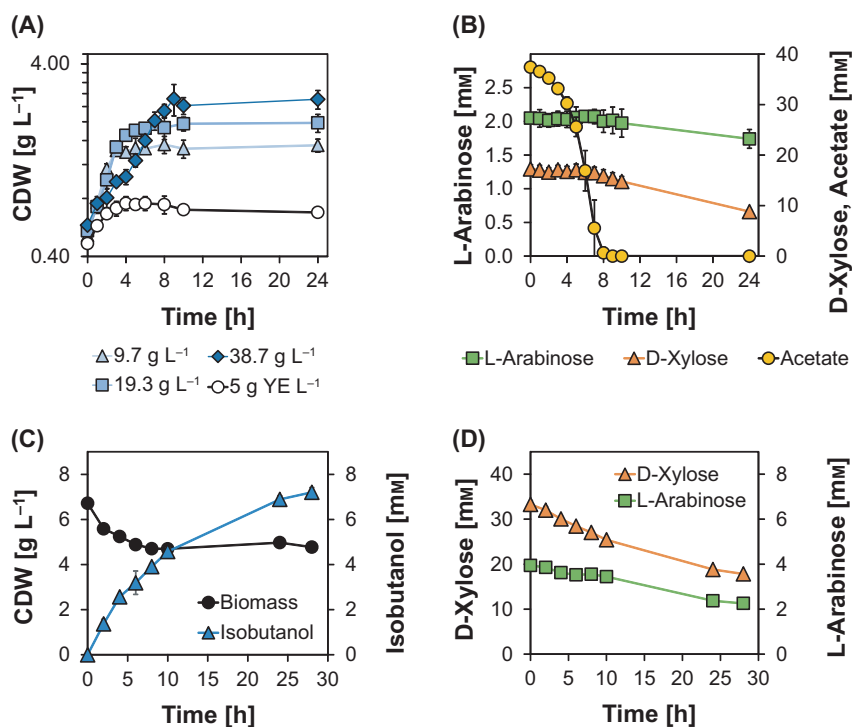 (A)
4.00
0.40
CDW [g L⁻¹]
0 4 8 12 16 20 24
Time [h]
9.7 g L⁻¹ 38.7 g L⁻¹
19.3 g L⁻¹ 5 g YE L⁻¹
(B)
2.5
2.0
1.5
1.0
0.5
0.0
L-Arabinose [mM]
40
30
20
10
0
D-Xylose, Acetate [mM]
0 4 8 12 16 20 24
Time [h]
L-Arabinose D-Xylose Acetate
(C)
8
6
4
2
0
CDW [g L⁻¹]
8
6
4
2
0
Isobutanol [mM]
Biomass
Isobutanol
0 5 10 15 20 25 30
Time [h]
(D)
40
30
20
10
0
D-Xylose [mM]
8
6
4
2
0
L-Arabinose [mM]
D-Xylose
L-Arabinose
0 5 10 15 20 25 30
Time [h]